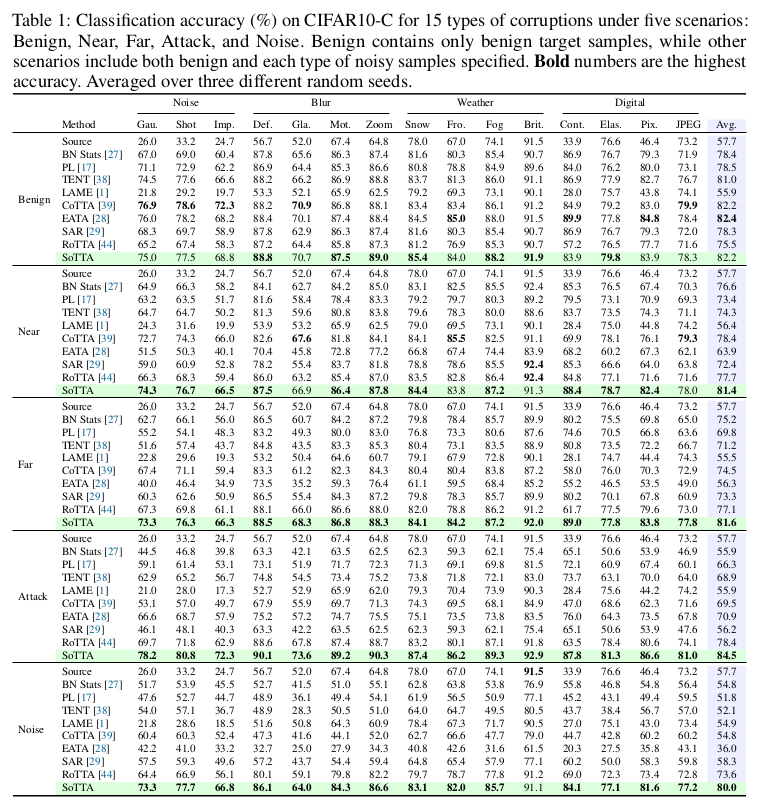 Table 1: Classification accuracy (%) on CIFAR10-C for 15 types of corruptions under five scenarios:
Benign, Near, Far, Attack, and Noise. Benign contains only benign target samples, while other
scenarios include both benign and each type of noisy samples specified. Bold numbers are the highest
accuracy. Averaged over three different random seeds.
Noise Blur Weather Digital
Method Gau. Shot Imp. Def. Gla. Mot. Zoom Snow Fro. Fog Brit. Cont. Elas. Pix. JPEG Avg.
Source 26.0 33.2 24.7 56.7 52.0 67.4 64.8 78.0 67.0 74.1 91.5 33.9 76.6 46.4 73.2 57.7
BN Stats [27] 67.0 69.0 60.4 87.8 65.6 86.3 87.4 81.6 80.3 85.4 90.7 86.9 76.7 79.3 71.9 78.4
PL [17] 71.1 72.9 62.2 86.9 64.4 85.3 86.6 80.8 78.8 84.9 89.6 84.0 76.2 80.0 73.1 78.5
TENT [38] 74.5 77.6 66.6 88.2 66.2 86.9 88.8 83.7 81.3 86.0 91.1 86.9 77.9 82.7 76.7 81.0
LAME [1] 21.8 29.2 19.7 53.3 52.1 65.9 62.5 79.2 69.3 73.1 90.1 28.0 75.7 43.8 74.1 55.9
Benign CoTTA [39] 76.9 78.6 72.3 88.2 70.9 86.8 88.1 83.4 83.4 86.1 91.2 84.9 79.2 83.0 79.9 82.2
EATA [28] 76.0 78.2 68.2 88.4 70.1 87.4 88.4 84.5 85.0 88.0 91.5 89.9 77.8 84.8 78.4 82.4
SAR [29] 68.3 69.7 58.9 87.8 62.9 86.3 87.4 81.6 80.3 85.4 90.7 86.9 76.7 79.3 72.0 78.3
RoTTA [44] 65.2 67.4 58.3 87.2 64.4 85.8 87.3 81.2 76.9 85.3 90.7 57.2 76.5 77.7 71.6 75.5
SoTTA 75.0 77.5 68.8 88.8 70.7 87.5 89.0 85.4 84.0 88.2 91.9 83.9 79.8 83.9 78.3 82.2
Source 26.0 33.2 24.7 56.7 52.0 67.4 64.8 78.0 67.0 74.1 91.5 33.9 76.6 46.4 73.2 57.7
BN Stats [27] 64.9 66.3 58.2 84.1 62.7 84.2 85.0 83.1 82.5 85.5 92.4 85.3 76.5 67.4 70.3 76.6
PL [17] 63.2 63.5 51.7 81.6 58.4 78.4 83.3 79.2 79.7 80.3 89.2 79.5 73.1 70.9 69.3 73.4
TENT [38] 64.7 64.7 50.2 81.3 59.6 80.8 83.8 79.6 78.3 80.0 88.6 83.7 73.5 74.3 71.1 74.3
LAME [1] 24.3 31.6 19.9 53.9 53.2 65.9 62.5 79.0 69.5 73.1 90.1 28.4 75.0 44.8 74.2 56.4
Near CoTTA [39] 72.7 74.3 66.0 82.6 67.6 81.8 84.1 84.1 85.5 82.5 91.1 69.9 78.1 76.1 79.3 78.4
EATA [28] 51.5 50.3 40.1 70.4 45.8 72.8 77.2 66.8 67.4 74.4 83.9 68.2 60.2 67.3 62.1 63.9
SAR [29] 59.0 60.9 52.8 78.2 55.4 83.7 81.8 78.8 78.6 85.5 92.4 85.3 66.6 64.0 63.8 72.4
RoTTA [44] 66.3 68.3 59.4 86.0 63.2 85.4 87.0 83.5 82.8 86.4 92.4 84.8 77.1 71.6 71.6 77.7
SoTTA 74.3 76.7 66.5 87.5 66.9 86.4 87.8 84.4 83.8 87.2 91.3 88.4 78.7 82.4 78.0 81.4
Source 26.0 33.2 24.7 56.7 52.0 67.4 64.8 78.0 67.0 74.1 91.5 33.9 76.6 46.4 73.2 57.7
BN Stats [27] 62.7 66.1 56.0 86.5 60.7 84.2 87.2 79.8 78.4 85.7 89.9 80.2 75.5 69.8 65.0 75.2
PL [17] 55.2 54.1 48.3 83.2 49.3 80.0 83.0 76.8 73.3 80.6 87.6 74.6 70.5 66.8 63.6 69.8
TENT [38] 51.6 57.4 43.7 84.8 43.5 83.3 85.3 80.4 73.1 83.5 88.9 80.8 73.5 72.2 66.7 71.2
LAME [1] 22.8 29.6 19.3 53.2 50.4 64.6 60.7 79.1 67.9 72.8 90.1 28.1 74.7 44.4 74.3 55.5
Far CoTTA [39] 67.4 71.1 59.4 83.3 61.2 82.3 84.3 80.4 80.4 83.8 87.2 58.0 76.0 70.3 72.9 74.5
EATA [28] 40.0 46.4 34.9 73.5 35.2 59.3 76.4 61.1 59.5 68.4 85.2 55.2 46.5 53.5 49.0 56.3
SAR [29] 60.3 62.6 50.9 86.5 55.4 84.3 87.2 79.8 78.3 85.7 89.9 80.2 70.1 67.8 60.9 73.3
RoTTA [44] 67.3 69.8 61.1 88.1 66.0 86.6 88.0 82.0 78.8 86.2 91.1 61.7 77.5 79.6 73.0 77.1
SoTTA 73.3 76.3 66.3 88.5 68.3 86.8 88.3 84.1 84.2 87.2 92.0 89.0 77.8 83.8 77.8 81.6
Source 26.0 33.2 24.7 56.7 52.0 67.4 64.8 78.0 67.0 74.1 91.5 33.9 76.6 46.4 73.2 57.7
BN Stats [27] 44.5 46.8 39.8 63.3 42.1 63.5 62.5 62.3 59.3 62.1 75.4 65.1 50.6 53.9 46.9 55.9
PL [17] 59.1 61.4 53.1 73.1 51.9 71.7 72.3 71.3 69.1 69.8 81.5 72.1 60.9 67.4 60.1 66.3
TENT [38] 62.9 65.2 56.7 74.8 54.5 73.4 75.2 73.8 71.8 72.1 83.0 73.7 63.1 70.0 64.0 68.9
LAME [1] 21.0 28.0 17.3 52.7 52.9 65.9 62.0 79.3 70.4 73.9 90.3 28.4 75.6 44.2 74.2 55.9
Attack CoTTA [39] 53.1 57.0 49.7 67.9 55.9 69.7 71.3 74.3 69.5 68.1 84.9 47.0 68.6 62.3 71.6 69.5
EATA [28] 66.6 68.7 57.9 75.2 57.2 74.7 75.5 75.1 73.5 73.8 83.5 76.0 64.3 73.5 67.8 70.9
SAR [29] 46.1 48.1 40.3 63.3 42.2 63.5 62.5 62.3 59.3 62.1 75.4 65.1 50.6 53.9 47.6 56.2
RoTTA [44] 69.7 71.8 62.9 88.6 67.8 87.4 88.7 83.2 80.1 87.1 91.8 63.5 78.4 80.6 74.1 78.4
SoTTA 78.2 80.8 72.3 90.1 73.6 89.2 90.3 87.4 86.2 89.3 92.9 87.8 81.3 86.6 81.0 84.5
Source 26.0 33.2 24.7 56.7 52.0 67.4 64.8 78.0 67.0 74.1 91.5 33.9 76.6 46.4 73.2 57.7
BN Stats [27] 51.7 53.9 45.5 52.7 41.5 51.0 55.1 62.8 63.8 53.8 76.9 55.8 46.8 54.8 56.4 54.8
PL [17] 47.6 52.7 44.7 48.9 36.1 49.4 54.1 61.9 56.5 50.9 77.1 45.2 43.1 49.4 59.5 51.8
TENT [38] 54.0 57.1 36.7 48.9 28.3 50.5 51.0 64.0 64.7 49.5 80.5 43.7 38.4 56.7 57.0 52.1
LAME [1] 21.8 28.6 18.5 51.6 50.8 64.3 60.9 78.4 67.3 71.7 90.5 27.0 75.1 43.0 73.4 54.9
Noise CoTTA [39] 60.4 60.3 52.4 47.3 41.6 44.1 52.0 62.7 66.6 47.7 79.0 44.7 42.8 60.2 60.2 54.8
EATA [28] 42.2 41.0 33.2 32.7 25.0 27.9 34.3 40.8 42.6 31.6 61.5 20.3 27.5 35.8 43.1 36.0
SAR [29] 57.5 59.3 49.6 57.2 43.7 54.4 59.4 64.8 65.4 57.9 77.1 60.2 50.0 58.3 59.8 58.3
RoTTA [44] 64.4 66.9 56.1 80.1 59.1 79.8 82.2 79.7 78.7 77.8 91.2 69.0 72.3 73.4 72.8 73.6
SoTTA 73.3 77.7 66.8 86.1 64.0 84.3 86.6 83.1 82.0 85.7 91.1 84.1 77.1 81.6 77.2 80.0